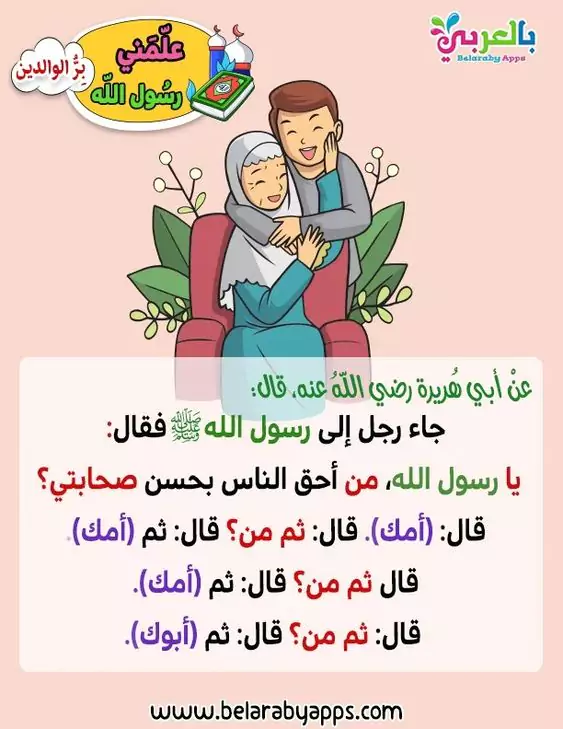 بالعربي
Belaraby Apps
علّمَني
رسُول الله
بِرُّ الوالدين
عنْ أبي هُريرة رضي اللّهُ عنه، قال:
جاء رجل إلى رسول الله ﷺ فقال:
يا رسول الله، من أحق الناس بحسن صحابتي؟
قال: (أمك). قال: ثم من؟ قال: ثم (أمك).
قال ثم من؟ قال: ثم (أمك).
قال: ثم من؟ قال: ثم (أبوك).
www.belarabyapps.com